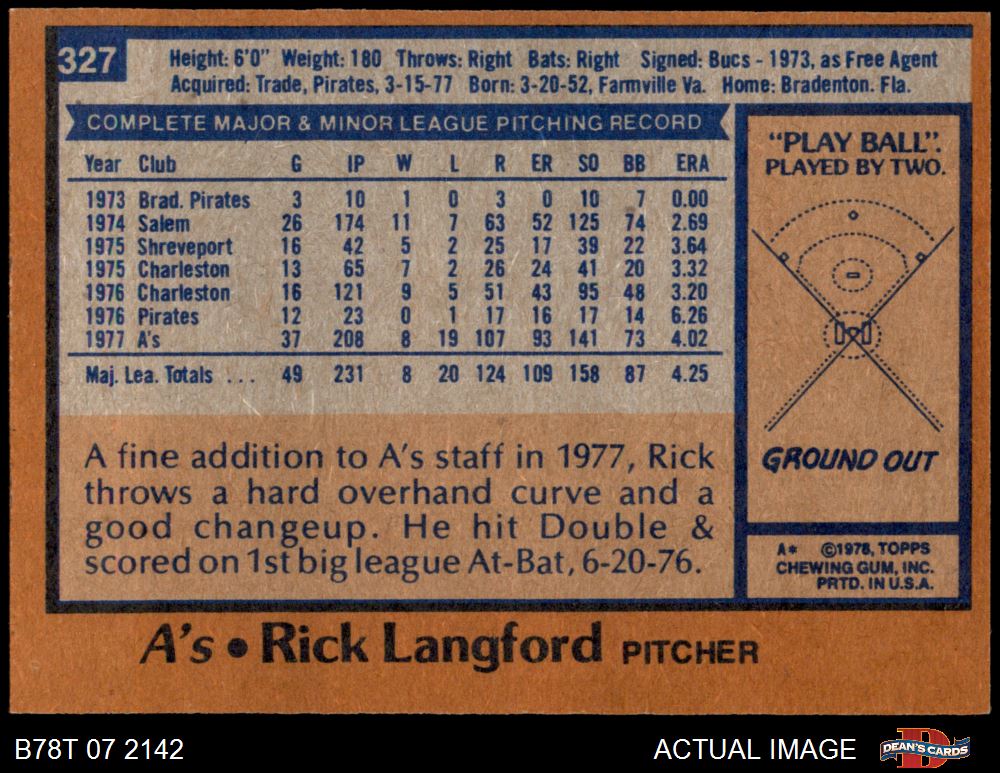 327
Height: 6'0" Weight: 180 Throws: Right Bats: Right Signed: Bucs - 1973, as Free Agent
Acquired: Trade, Pirates, 3-15-77 Born: 3-20-52, Farmville Va. Home: Bradenton. Fla.
COMPLETE MAJOR & MINOR LEAGUE PITCHING RECORD
Year Club G IP W L R ER SO BB ERA
1973 Brad. Pirates 3 10 1 0 3 0 10 7 0.00
1974 Salem 26 174 11 7 63 52 125 74 2.69
1975 Shreveport 16 42 5 2 25 17 39 22 3.64
1975 Charleston 13 65 7 2 26 24 41 20 3.32
1976 Charleston 16 121 9 5 51 43 95 48 3.20
1976 Pirates 12 23 0 1 17 16 17 14 6.26
1977 A's 37 208 8 19 107 93 141 73 4.02
Maj. Lea. Totals ... 49 231 8 20 124 109 158 87 4.25
A fine addition to A's staff in 1977, Rick
throws a hard overhand curve and a
good changeup. He hit Double &
scored on 1st big league At-Bat, 6-20-76.
"PLAY BALL".
PLAYED BY TWO.
GROUND OUT
A* ©1978, TOPPS
CHEWING GUM, INC.
PRTD. IN U.S.A.
A's • Rick Langford PITCHER
B78T 07 2142
ACTUAL IMAGE
DEAN'S CARDS